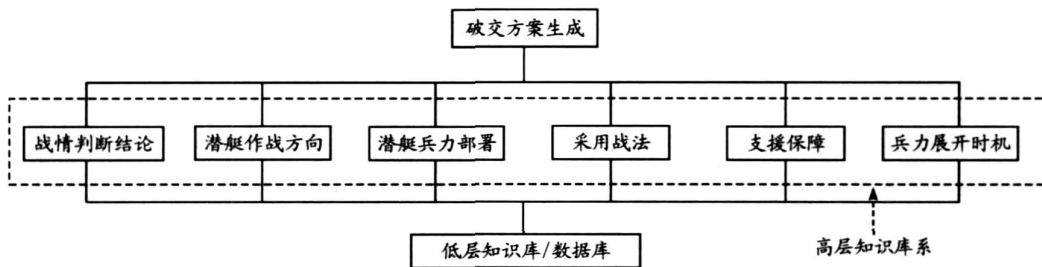 破交方案生成
战情判断结论
潜艇作战方向
潜艇兵力部署
采用战法
支援保障
兵力展开时机
低层知识库/数据库
高层知识库系